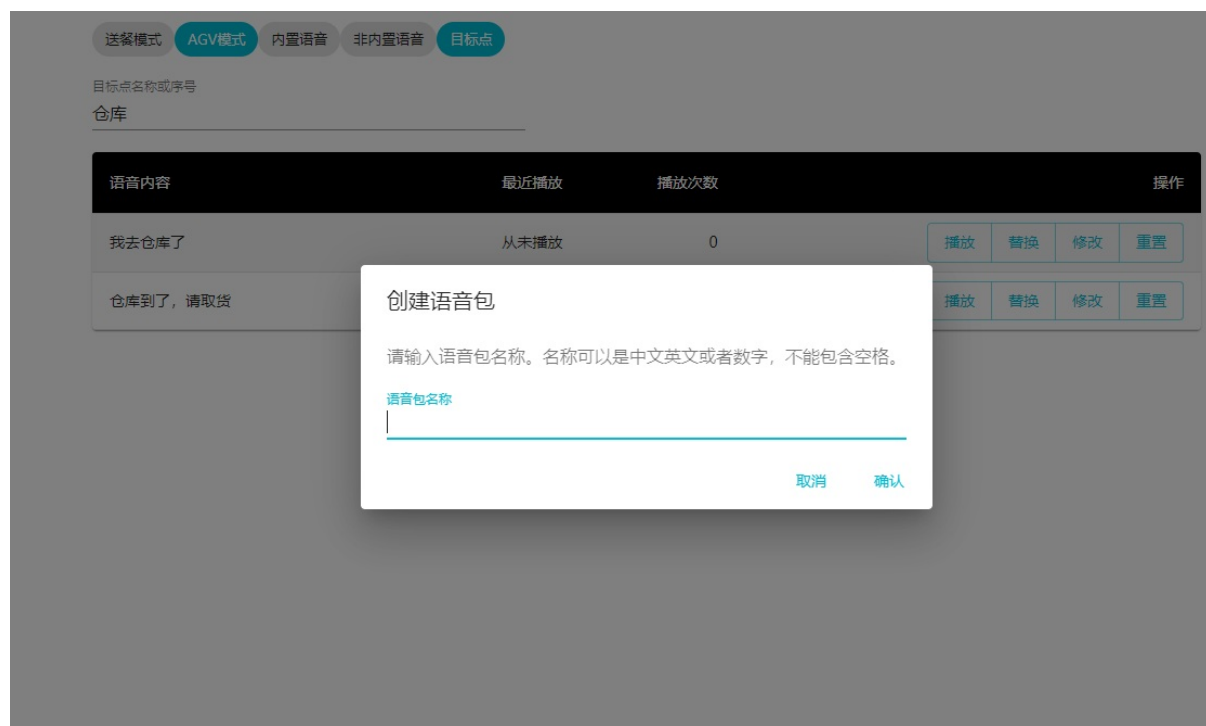 送餐模式 AGV模式 内置语音 非内置语音 目标点
目标点名称或序号
仓库
语音内容 最近播放 播放次数 操作
我去仓库了 从未播放 0 播放 替换 修改 重置
仓库到了，请取货 播放 替换 修改 重置
创建语音包
请输入语音包名称。名称可以是中文英文或者数字，不能包含空格。
语音包名称
取消 确认